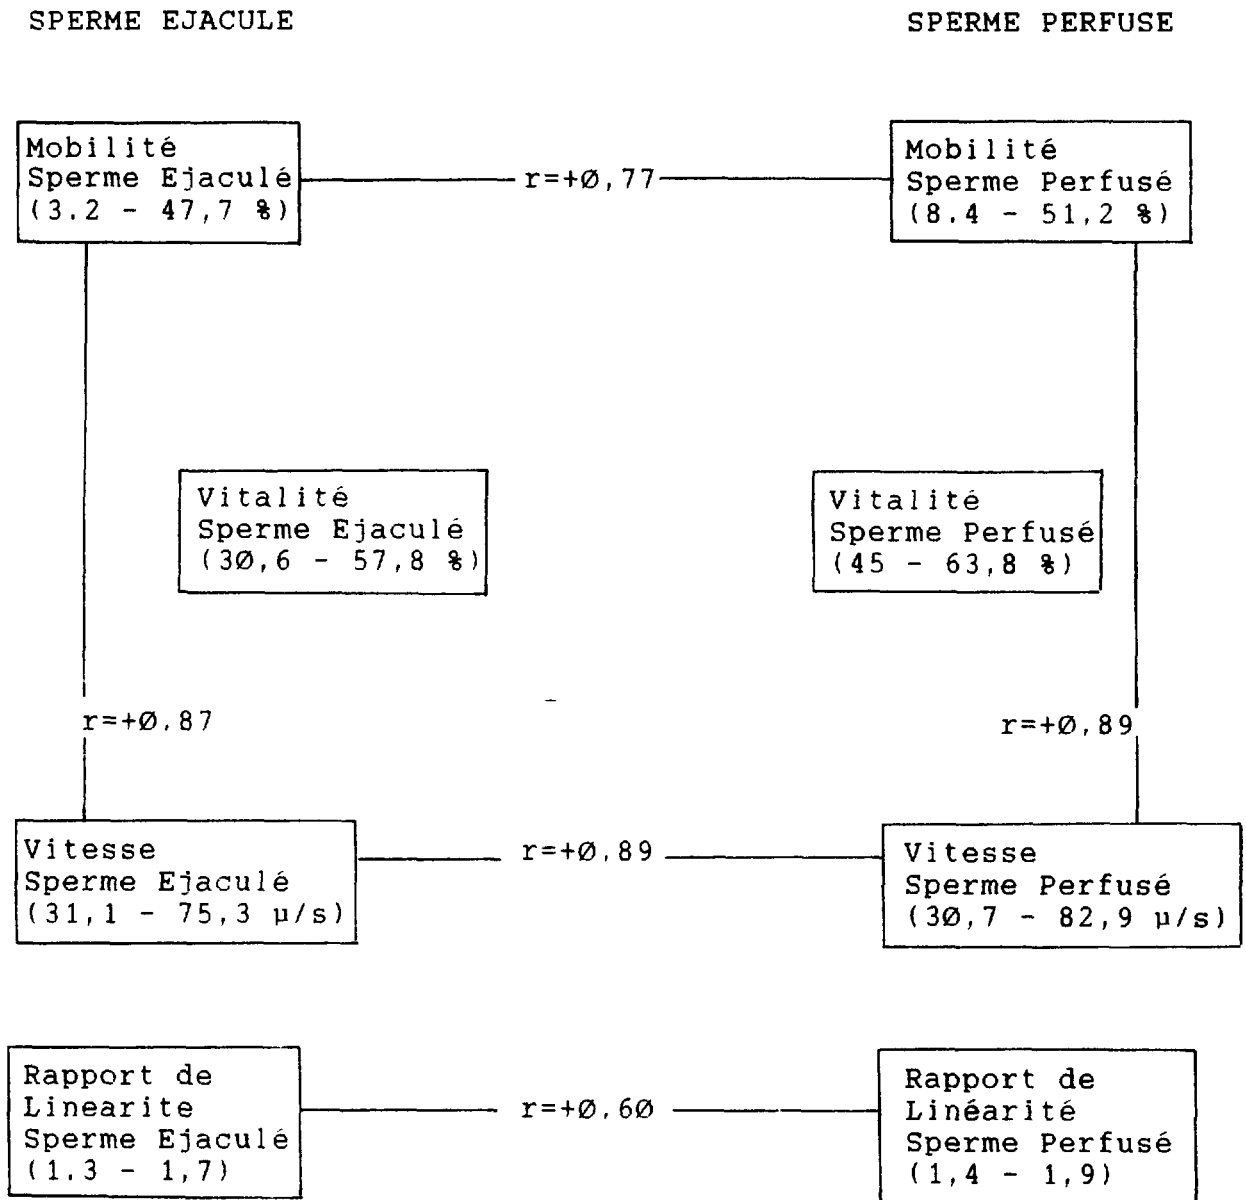 SPERME EJACULE
SPERME PERFUSE
Mobilité
Sperme Ejaculé
(3.2 - 47,7 %)
r=+Ø,77
Mobilité
Sperme Perfusé
(8.4 - 51,2 %)
Vitalité
Sperme Ejaculé
(3Ø,6 - 57,8 %)
Vitalité
Sperme Perfusé
(45 - 63,8 %)
r=+Ø.87
r=+Ø,89
Vitesse
Sperme Ejaculé
(31,1 - 75,3 µ/s)
r=+Ø.89
Vitesse
Sperme Perfusé
(3Ø,7 - 82,9 µ/s)
Rapport de
Linearite
Sperme Ejaculé
(1.3 - 1,7)
r=+Ø.6Ø
Rapport de
Linéarité
Sperme Perfusé
(1,4 - 1,9)